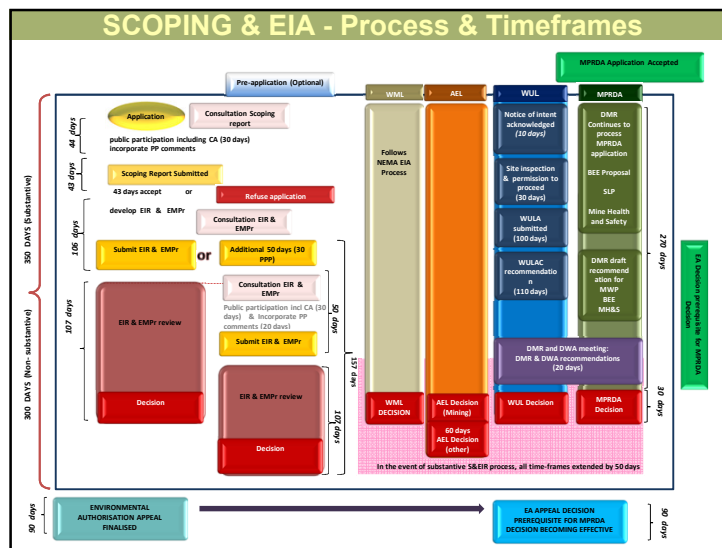 SCOPING & EIA - Process & Timeframes
MPRDA Application Accepted
Pre-application (Optional)
WML
AEL
WUL
MPRDA
350 DAYS (Substantive)
300 DAYS (Non- substantive)
44 days
Application
Consultation Scoping
report
public participation including CA (30 days)
incorporate PP comments
43 days
Scoping Report Submitted
43 days accept or
Refuse application
develop EIR & EMPr
106 days
Consultation EIR &
EMPr
Submit EIR & EMPr
or
Additional 50 days (30
PPP)
Consultation EIR &
EMPr
Public participation incl CA (30
days) & Incorporate PP
comments (20 days)
50 days
Submit EIR & EMPr
107 days
EIR & EMPr review
Decision
157 days
EIR & EMPr review
Decision
107 days
Follows
NEMA EIA
Process
WML
DECISION
AEL Decision
(Mining)
60 days
AEL Decision
(other)
Notice of intent
acknowledged
(10 days)
Site inspection
& permission to
proceed
(30 days)
WULA
submitted
(100 days)
WULAC
recommendatio
n
(110 days)
DMR
Continues to
process
MPRDA
application
BEE Proposal
SLP
Mine Health
and Safety
DMR draft
recommend
ation for
MWP
BEE
MH&S
DMR and DWA meeting:
DMR & DWA recommendations
(20 days)
WUL Decision
MPRDA
Decision
270 days
30 days
EA Decision prerequisite for MPRDA
Decision
In the event of substantive S&EIR process, all time-frames extended by 50 days
90 days
ENVIRONMENTAL
AUTHORISATION APPEAL
FINALISED
EA APPEAL DECISION
PREREQUISITE FOR MPRDA
DECISION BECOMING EFFECTIVE
90 days